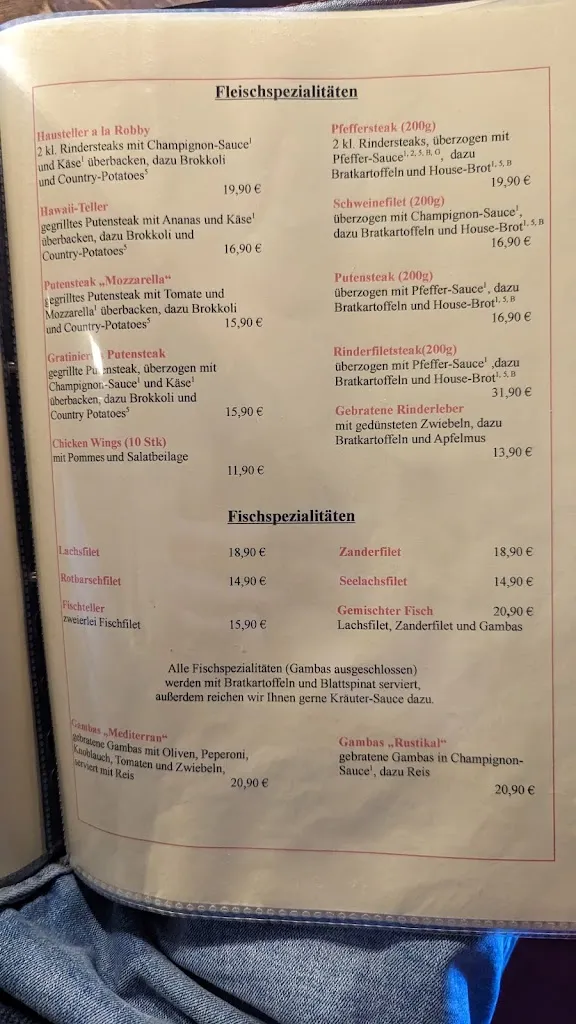 Fleischspezialitäten
Hausteller a la Robby
2 kl. Rindersteaks mit Champignon-Sauce¹
und Käse¹ überbacken, dazu Brokkoli
und Country-Potatoes⁵
19,90 €
Hawaii-Teller
gegrilltes Putensteak mit Ananas und Käse¹
überbacken, dazu Brokkoli und
Country-Potatoes⁵
16,90 €
Putensteak „Mozzarella“
gegrilltes Putensteak mit Tomate und
Mozzarella¹ überbacken, dazu Brokkoli
und Country-Potatoes⁵
15,90 €
Putensteak
gegrillte Putensteak, überzogen mit
Champignon-Sauce¹ und Käse¹
überbacken, dazu Brokkoli und
Country Potatoes⁵
15,90 €
Chicken Wings (10 Stk)
mit Pommes und Salatbeilage
11,90 €
Pfeffersteak (200g)
2 kl. Rindersteaks, überzogen mit
Pfeffer-Sauce¹, ², ⁵, ᴮ, ᴳ, dazu
Bratkartoffeln und House-Brot¹, ⁵, ᴮ
19,90 €
Schweinefilet (200g)
überzogen mit Champignon-Sauce¹,
dazu Bratkartoffeln und House-Brot¹, ⁵, ᴮ
16,90 €
Putensteak (200g)
überzogen mit Pfeffer-Sauce¹, dazu
Bratkartoffeln und House-Brot¹, ⁵, ᴮ
16,90 €
Rinderfiletsteak(200g)
überzogen mit Pfeffer-Sauce¹ ,dazu
Bratkartoffeln und House-Brot¹, ⁵, ᴮ
31,90 €
Gebratene Rinderleber
mit gedünsteten Zwiebeln, dazu
Bratkartoffeln und Apfelmus
13,90 €
Fischspezialitäten
Lachsfilet 18,90 €
Rotbarschfilet 14,90 €
Fischteller
zweierlei Fischfilet 15,90 €
Zanderfilet 18,90 €
Seelachsfilet 14,90 €
Gemischter Fisch 20,90 €
Lachsfilet, Zanderfilet und Gambas
Alle Fischspezialitäten (Gambas ausgeschlossen)
werden mit Bratkartoffeln und Blattspinat serviert,
außerdem reichen wir Ihnen gerne Kräuter-Sauce dazu.
Gambas „Mediterran“
gebratene Gambas mit Oliven, Peperoni,
Knoblauch, Tomaten und Zwiebeln,
serviert mit Reis
20,90 €
Gambas „Rustikal“
gebratene Gambas in Champignon-
Sauce¹, dazu Reis
20,90 €